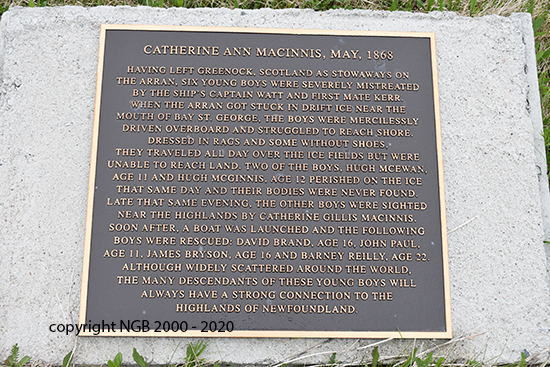 CATHERINE ANN MACINNIS, MAY, 1868
HAVING LEFT GREENOCK, SCOTLAND AS STOWAWAYS ON
THE ARRAN, SIX YOUNG BOYS WERE SEVERELY MISTREATED
BY THE SHIP'S CAPTAIN WATT AND FIRST MATE KERR.
WHEN THE ARRAN GOT STUCK IN DRIFT ICE NEAR THE
MOUTH OF BAY ST. GEORGE, THE BOYS WERE MERCILESSLY
DRIVEN OVERBOARD AND STRUGGLED TO REACH SHORE.
DRESSED IN RAGS AND SOME WITHOUT SHOES,
THEY TRAVELED ALL DAY OVER THE ICE FIELDS BUT WERE
UNABLE TO REACH LAND. TWO OF THE BOYS, HUGH MCEWAN,
AGE 11 AND HUGH MCGINNIS, AGE 12 PERISHED ON THE ICE
THAT SAME DAY AND THEIR BODIES WERE NEVER FOUND.
LATE THAT SAME EVENING, THE OTHER BOYS WERE SIGHTED
NEAR THE HIGHLANDS BY CATHERINE GILLIS MACINNIS.
SOON AFTER, A BOAT WAS LAUNCHED AND THE FOLLOWING
BOYS WERE RESCUED: DAVID BRAND, AGE 16, JOHN PAUL,
AGE 11, JAMES BRYSON, AGE 16 AND BARNEY REILLY, AGE 22.
ALTHOUGH WIDELY SCATTERED AROUND THE WORLD,
THE MANY DESCENDANTS OF THESE YOUNG BOYS WILL
ALWAYS HAVE A STRONG CONNECTION TO THE
HIGHLANDS OF NEWFOUNDLAND.
copyright NGB 2000 - 2020